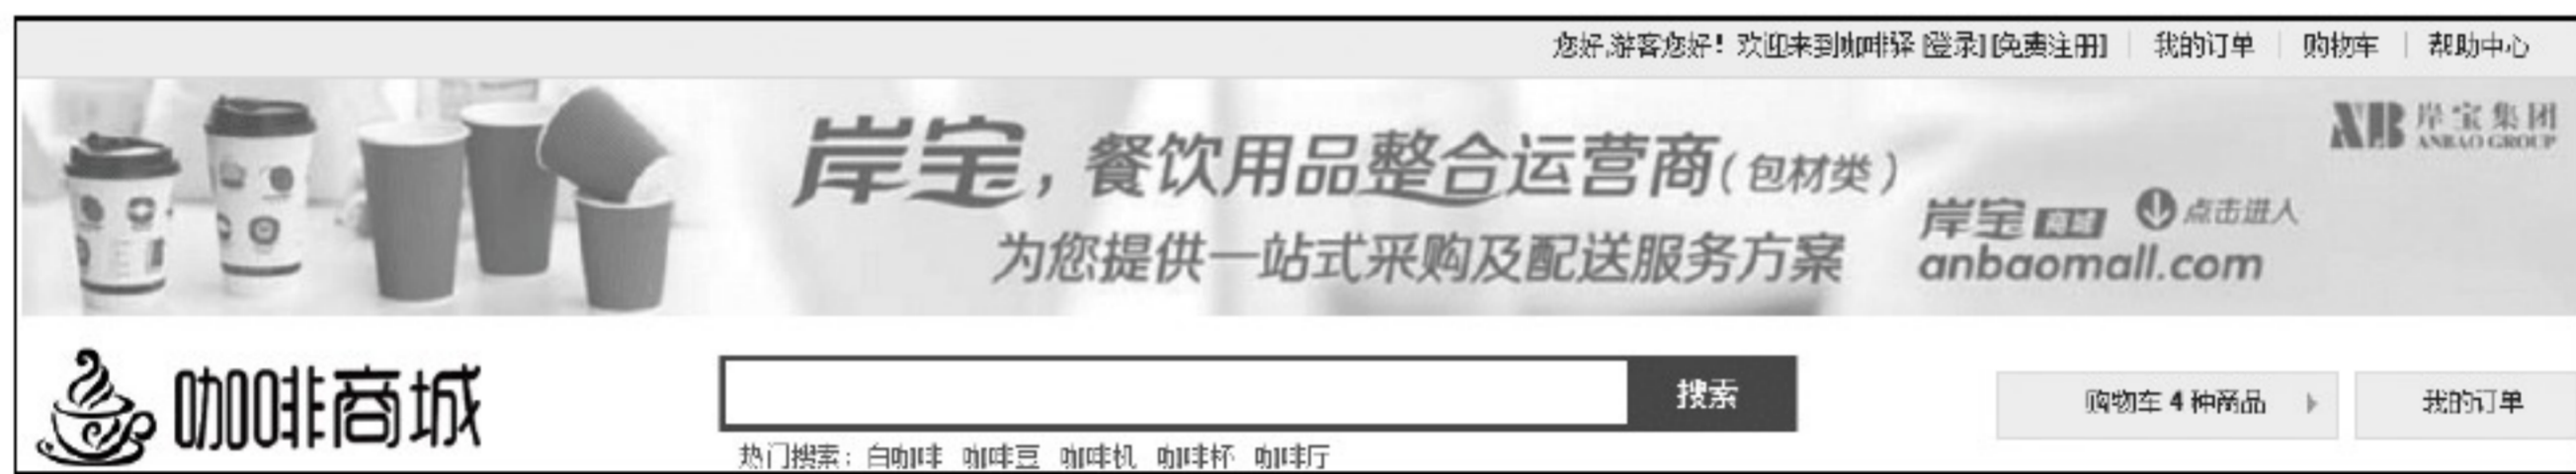 您好,游客您好！欢迎来到咖啡驿 [登录] [免费注册] 我的订单 购物车 帮助中心
岸宝集团
ANBAO GROUP
岸宝，餐饮用品整合运营商（包材类）
为您提供一站式采购及配送服务方案
岸宝 商城 点击进入
anbaomall.com
咖啡商城
搜索
购物车 4 种商品
我的订单
热门搜索：白咖啡 咖啡豆 咖啡机 咖啡杯 咖啡厅